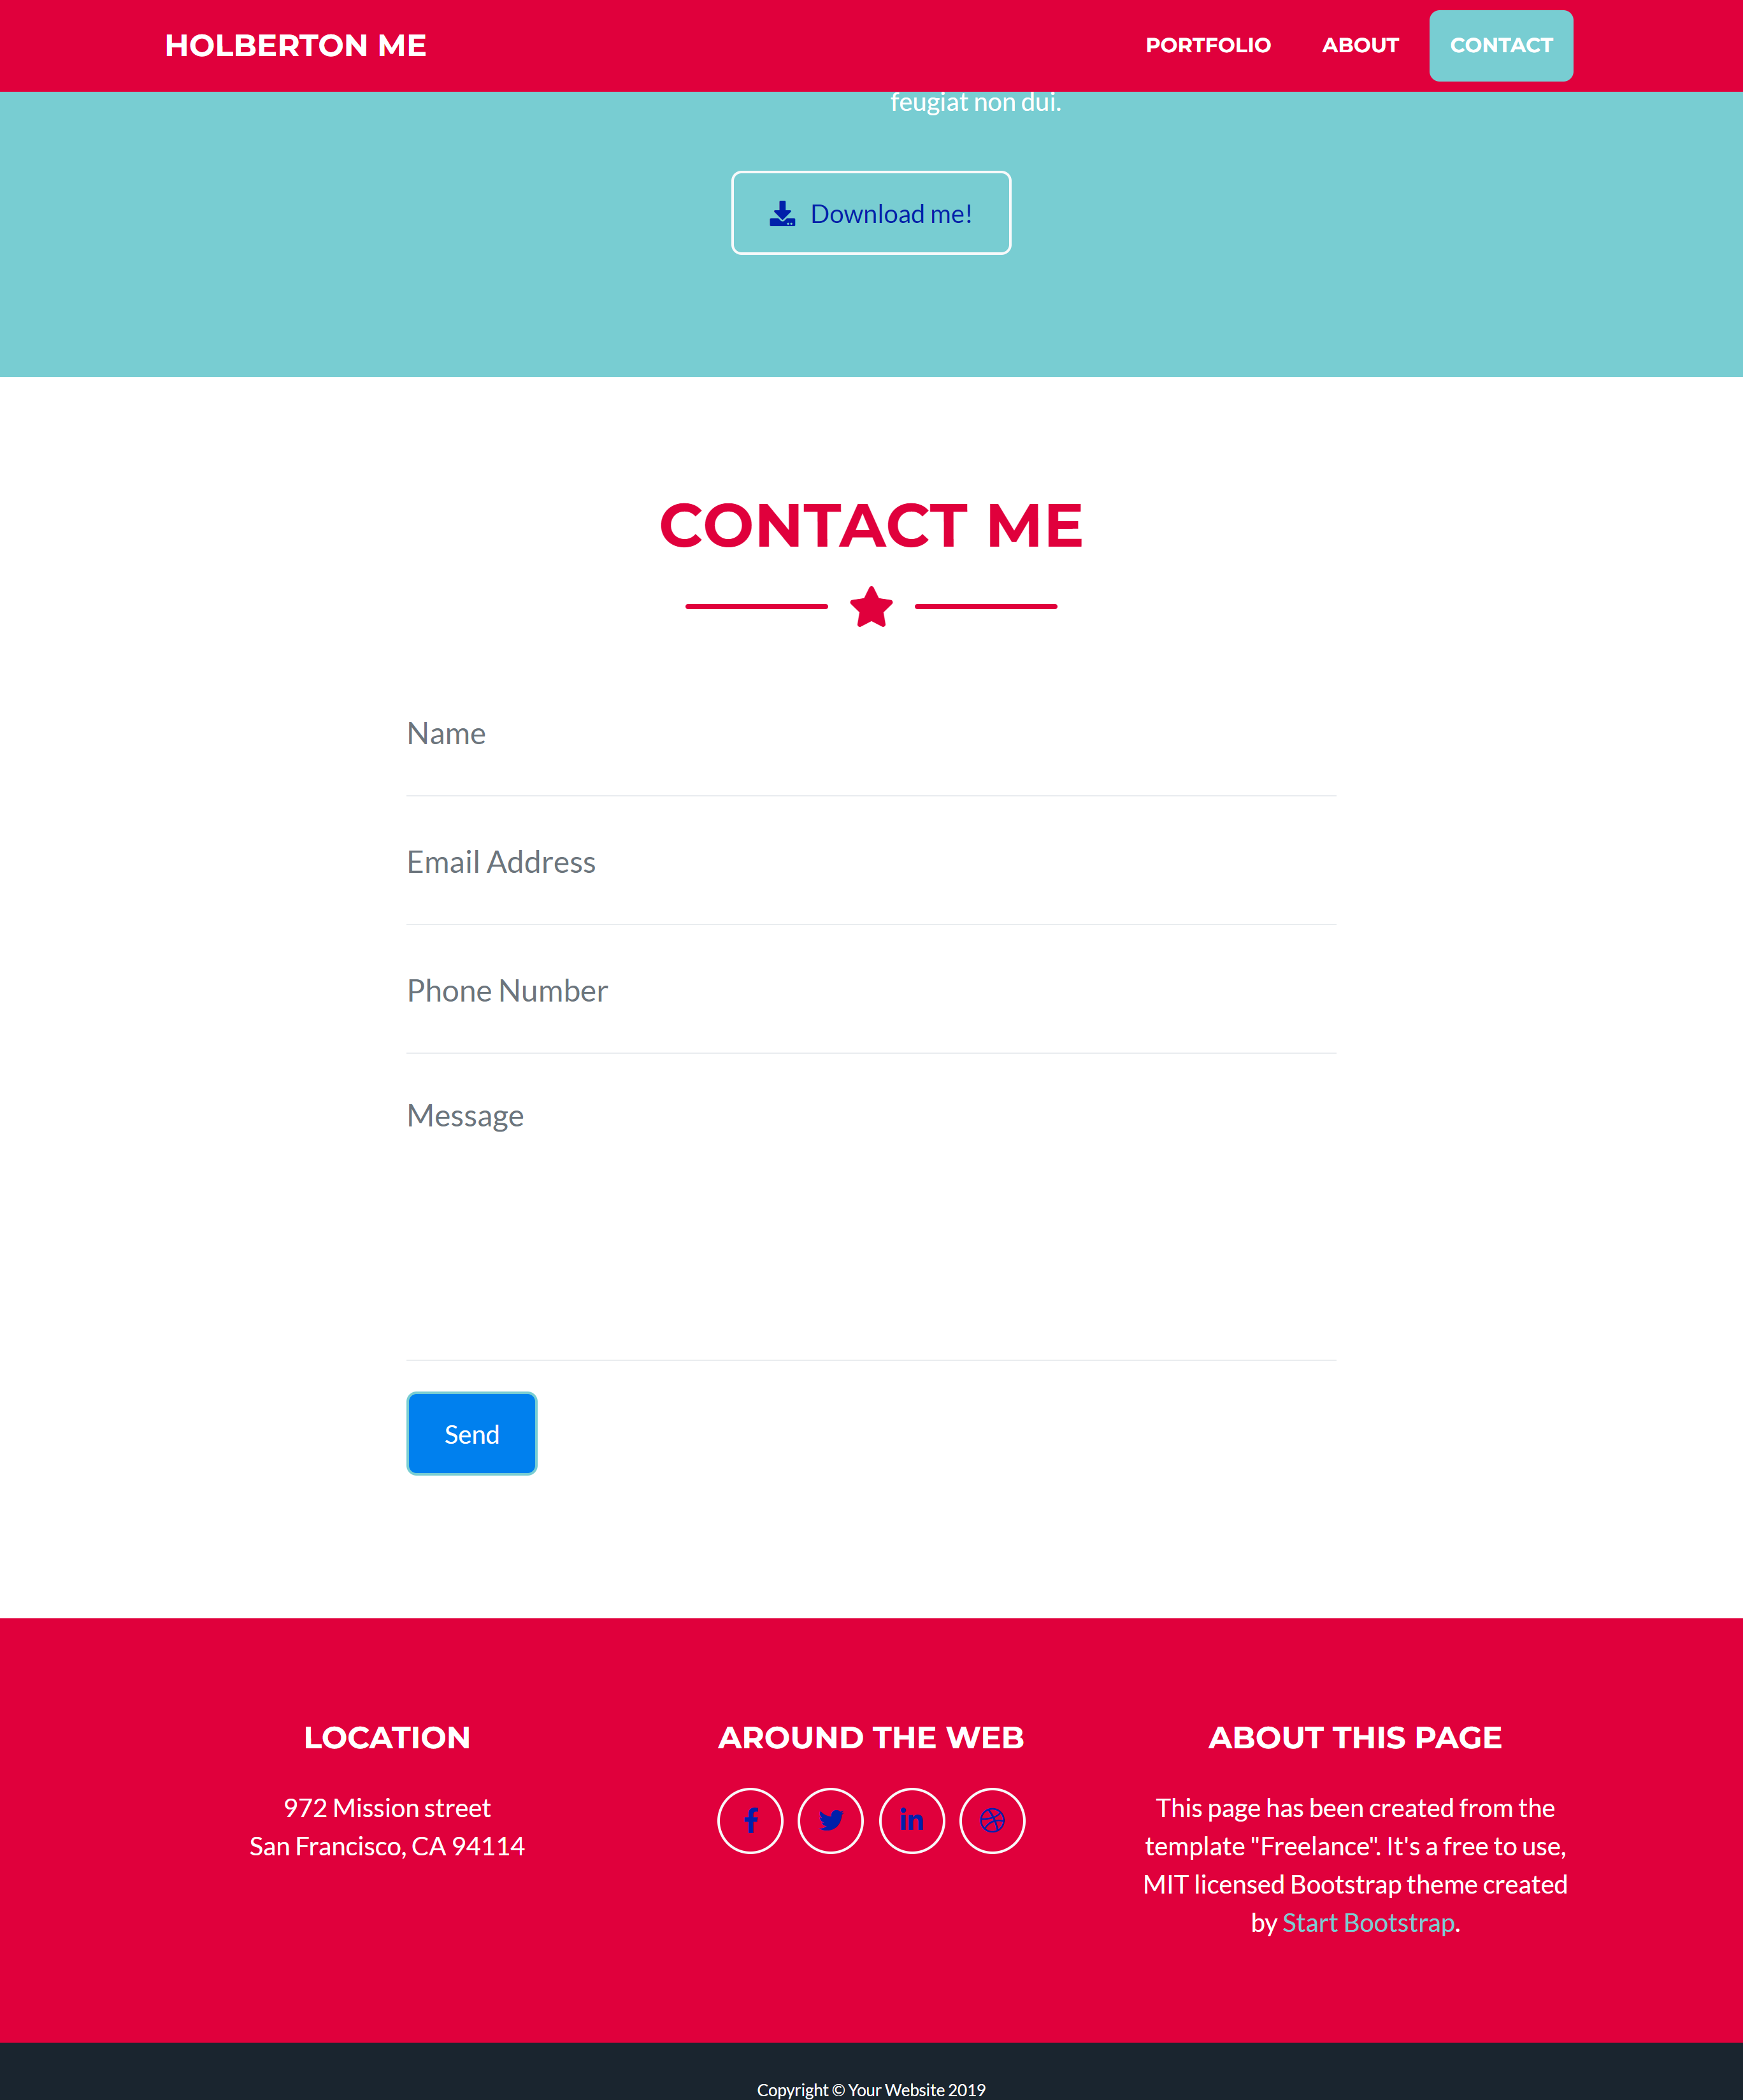 HOLBERTON ME
PORTFOLIO
ABOUT
CONTACT
feugiat non dui.
Download me!
CONTACT ME
Name
Email Address
Phone Number
Message
Send
LOCATION
972 Mission street
San Francisco, CA 94114
AROUND THE WEB
ABOUT THIS PAGE
This page has been created from the
template "Freelance". It's a free to use,
MIT licensed Bootstrap theme created
by Start Bootstrap.
Copyright © Your Website 2019